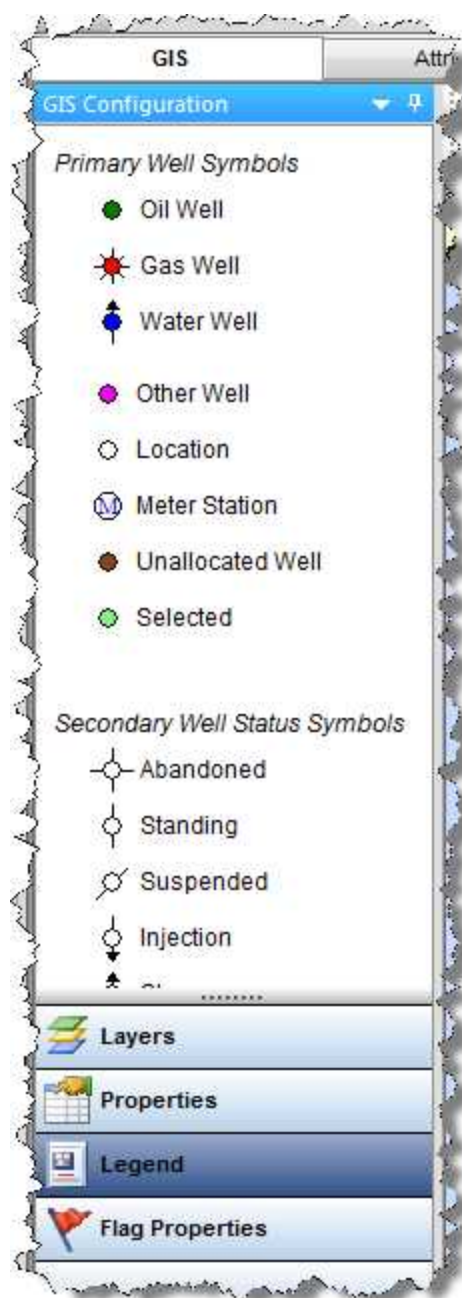 GIS
GIS Configuration
Primary Well Symbols
Oil Well
Gas Well
Water Well
Other Well
Location
M Meter Station
Unallocated Well
Selected
Secondary Well Status Symbols
Abandoned
Standing
Suspended
Injection
Layers
Properties
Legend
Flag Properties